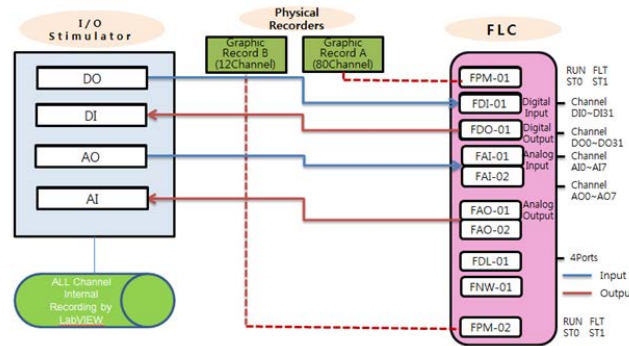 I/O
Stimulator
DO
DI
AO
AI
ALL Channel
Internal
Recording by
LabVIEW
Physical
Recorders
Graphic
Record B
(12Channel)
Graphic
Record A
(80Channel)
FLC
FPM-01
RUN FLT
ST0 ST1
FDI-01
Digital
Input
Channel
DI0~DI31
FDO-01
Digital
Output
Channel
DO0~DO31
FAI-01
FAI-02
Analog
Input
Channel
AI0~AI7
FAO-01
FAO-02
Analog
Output
Channel
AO0~AO7
FDL-01
4Ports
FNW-01
Input
Output
FPM-02
RUN FLT
ST0 ST1